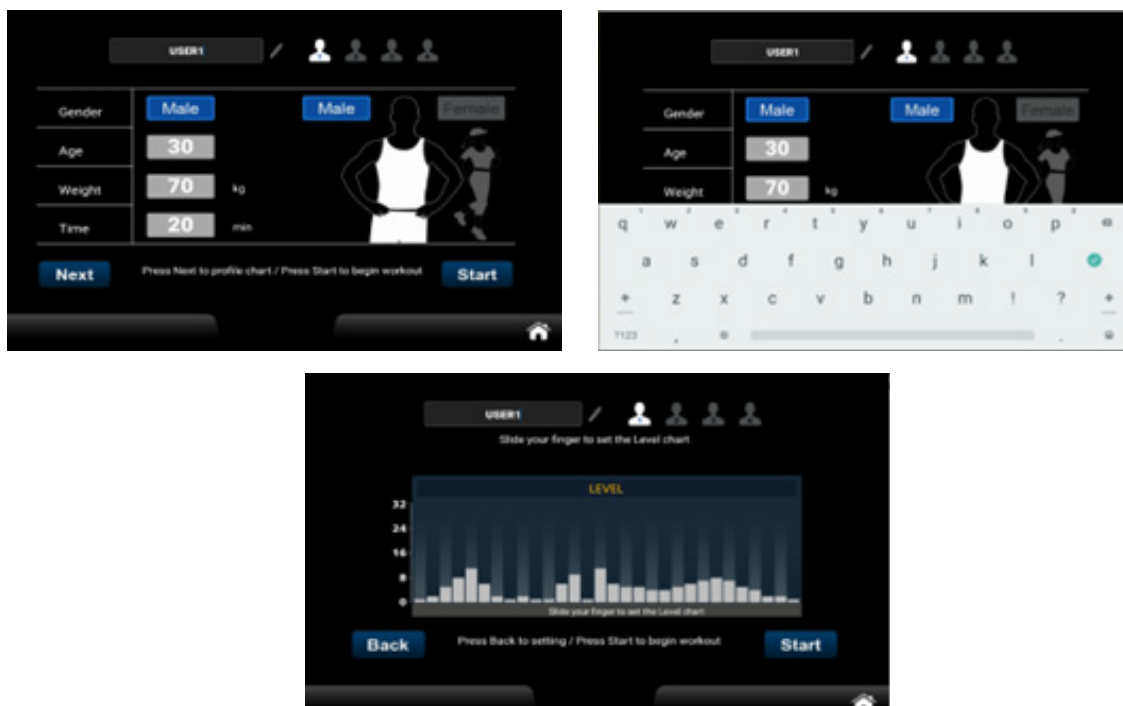 USER1
Gender Male Male Female
Age 30
Weight 70 kg
Time 20 min
Next Press Next to profile chart / Press Start to begin workout Start
USER1
Gender Male Male Female
Age 30
Weight 70 kg
q w e r t y u i o p
a s d f g h j k l
z x c v b n m ! ?
?123 , .
USER1
Slide your finger to set the Level chart
LEVEL
32
24
16
8
0
Slide your finger to set the Level chart
Back Press Back to setting / Press Start to begin workout Start